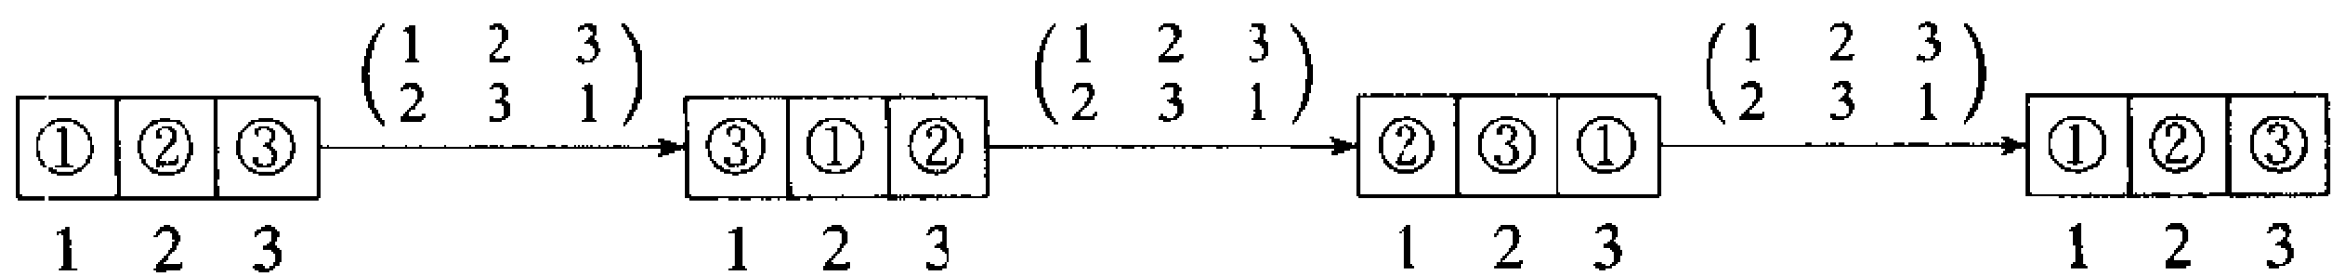 1 2 3 1 2 3 1 2 3
2 3 1 2 3 1 2 3 1
① ② ③ ③ ① ② ② ③ ① ① ② ③
1 2 3 1 2 3 1 2 3 1 2 3